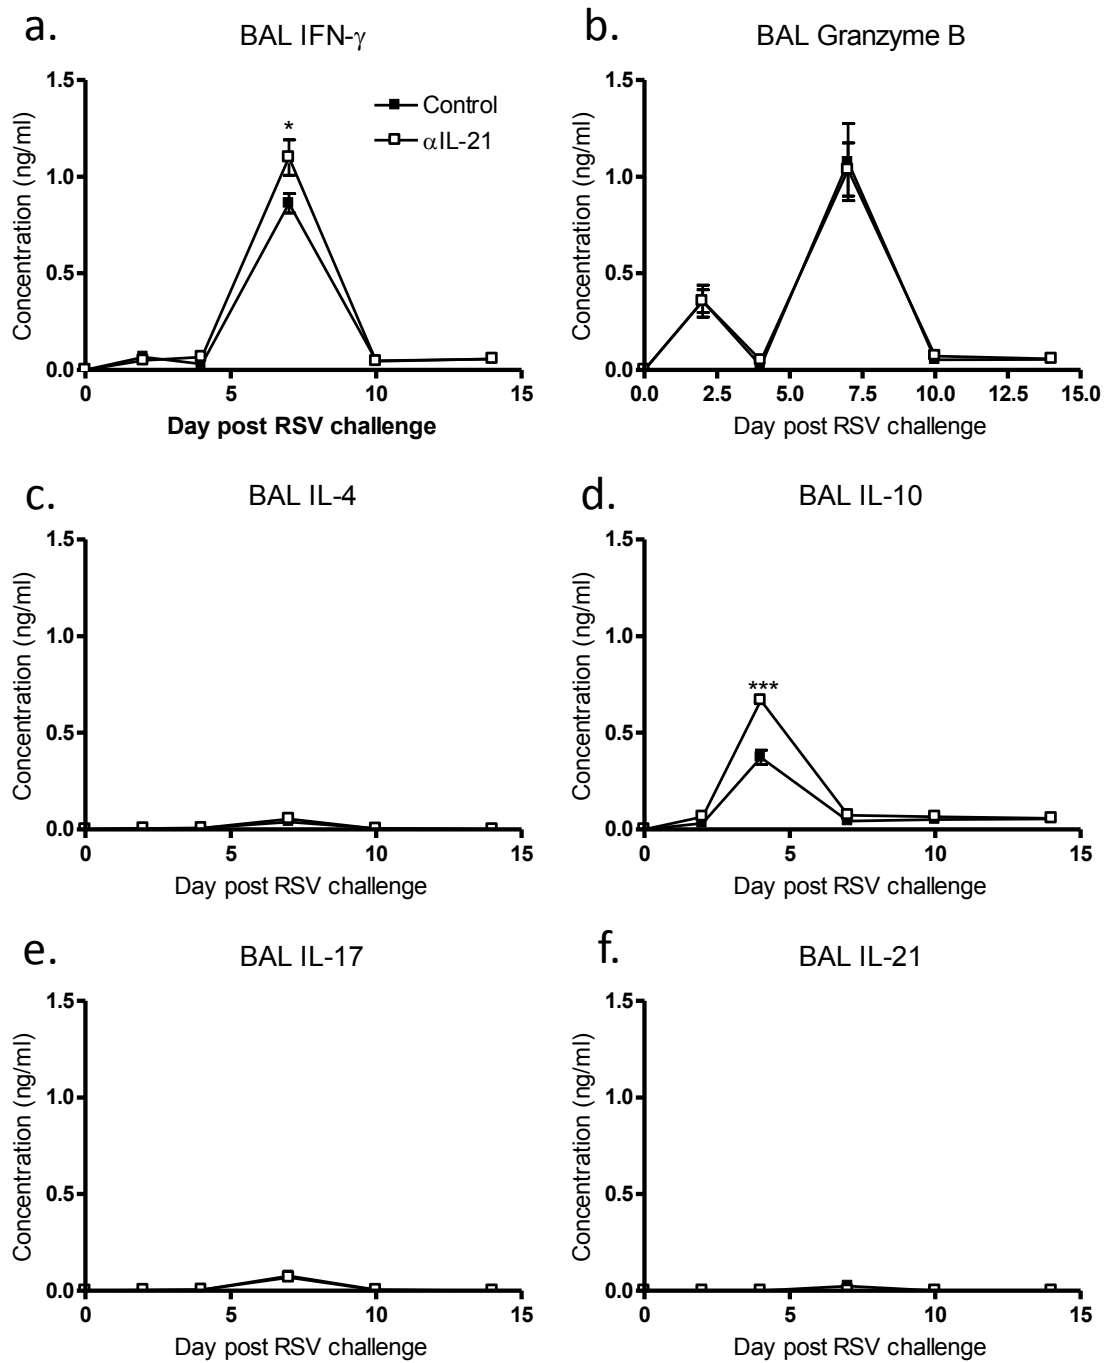 a.
BAL IFN-γ
Concentration (ng/ml)
1.5
1.0
0.5
0.0
*
Control
αIL-21
0 5 10 15
Day post RSV challenge
b.
BAL Granzyme B
Concentration (ng/ml)
1.5
1.0
0.5
0.0
0.0 2.5 5.0 7.5 10.0 12.5 15.0
Day post RSV challenge
c.
BAL IL-4
Concentration (ng/ml)
1.5
1.0
0.5
0.0
0 5 10 15
Day post RSV challenge
d.
BAL IL-10
Concentration (ng/ml)
1.5
1.0
0.5
0.0
***
0 5 10 15
Day post RSV challenge
e.
BAL IL-17
Concentration (ng/ml)
1.5
1.0
0.5
0.0
0 5 10 15
Day post RSV challenge
f.
BAL IL-21
Concentration (ng/ml)
1.5
1.0
0.5
0.0
0 5 10 15
Day post RSV challenge